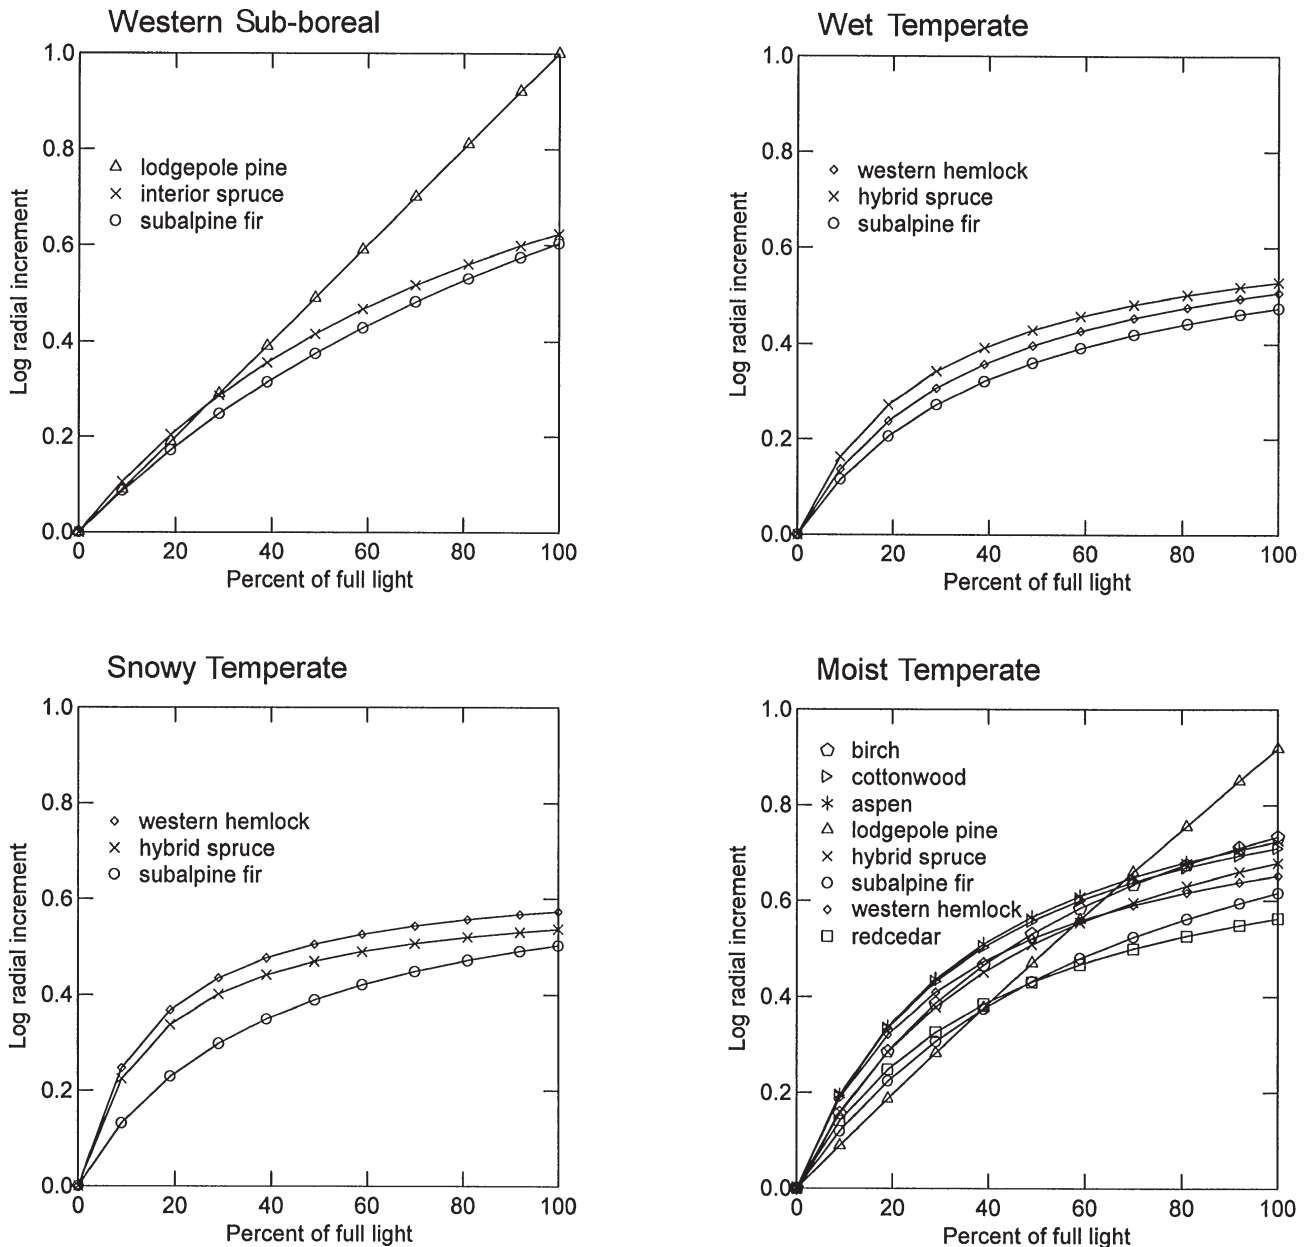 Western Sub-boreal
1.0
0.8
0.6
0.4
0.2
0.0
lodgepole pine
interior spruce
subalpine fir
Log radial increment
0 20 40 60 80 100
Percent of full light
Wet Temperate
1.0
0.8
0.6
0.4
0.2
0.0
western hemlock
hybrid spruce
subalpine fir
Log radial increment
0 20 40 60 80 100
Percent of full light
Snowy Temperate
1.0
0.8
0.6
0.4
0.2
0.0
western hemlock
hybrid spruce
subalpine fir
Log radial increment
0 20 40 60 80 100
Percent of full light
Moist Temperate
1.0
0.8
0.6
0.4
0.2
0.0
birch
cottonwood
aspen
lodgepole pine
hybrid spruce
subalpine fir
western hemlock
redcedar
Log radial increment
0 20 40 60 80 100
Percent of full light